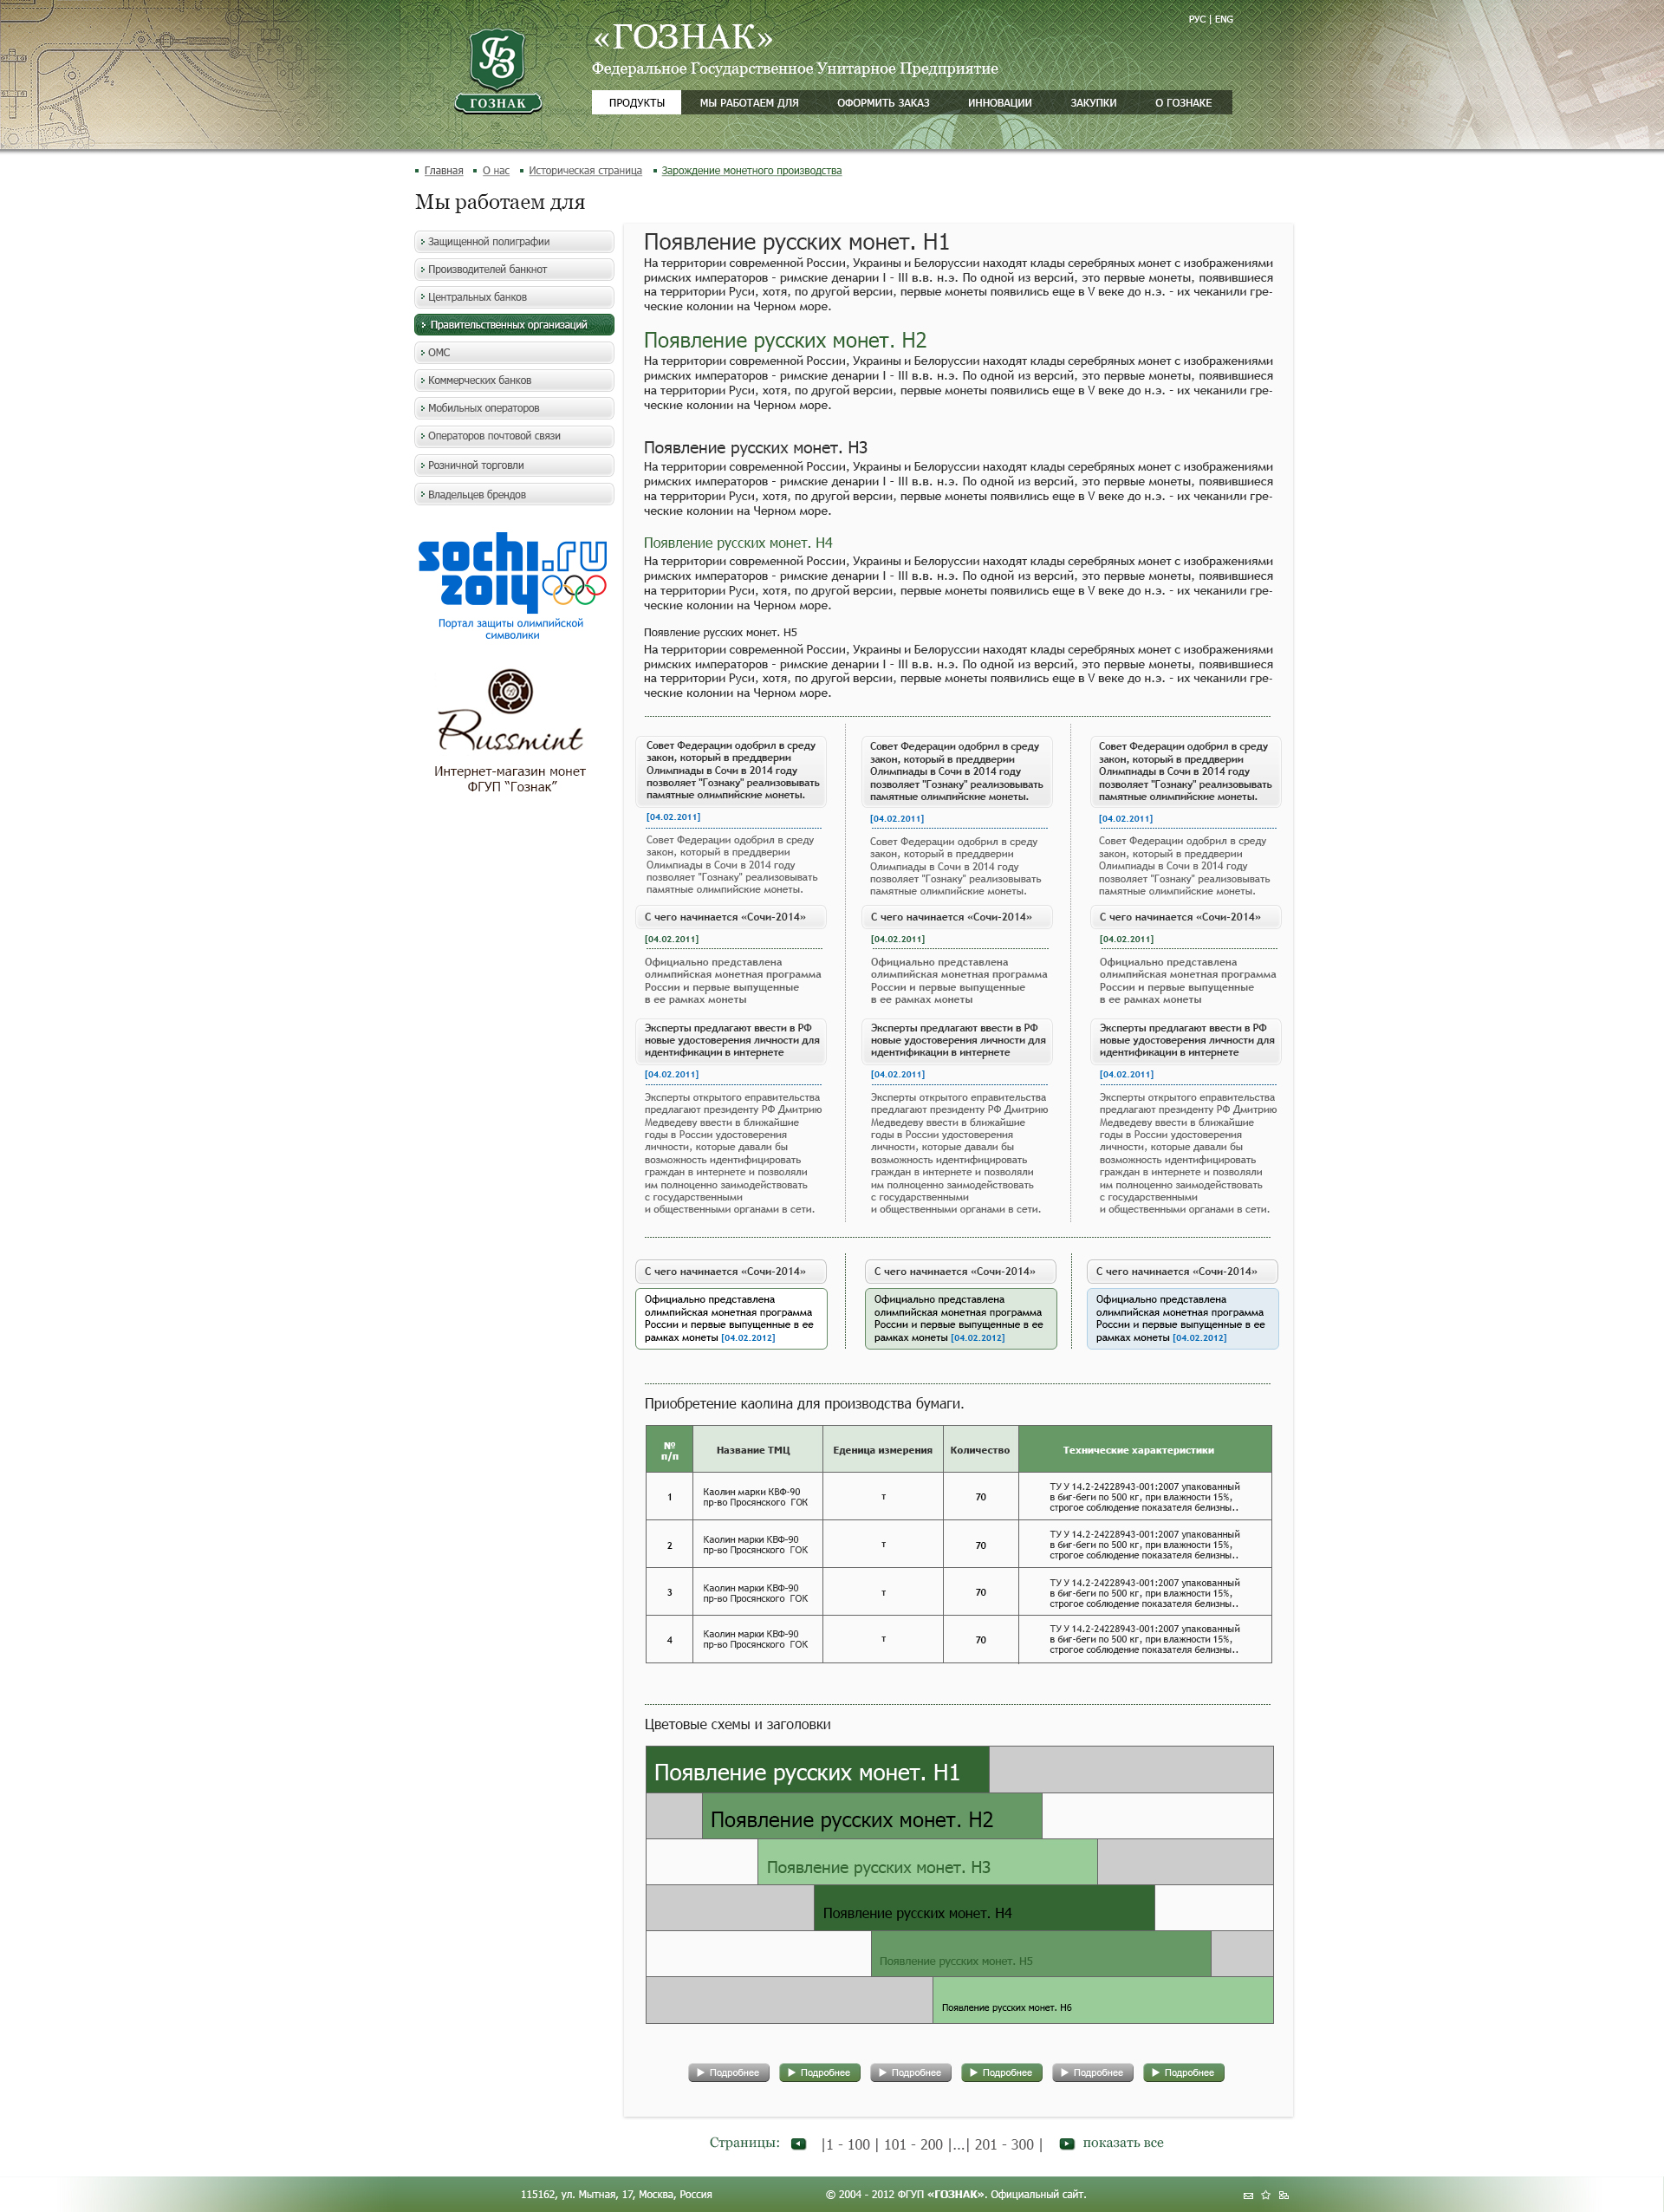 РУС | ENG
«ГОЗНАК»
Федеральное Государственное Унитарное Предприятие
ГОЗНАК
ПРОДУКТЫ МЫ РАБОТАЕМ ДЛЯ ОФОРМИТЬ ЗАКАЗ ИННОВАЦИИ ЗАКУПКИ О ГОЗНАКЕ
Главная О нас Историческая страница Зарождение монетного производства
Мы работаем для
Защищенной полиграфии
Производителей банкнот
Центральных банков
Правительственных организаций
ОМС
Коммерческих банков
Мобильных операторов
Операторов почтовой связи
Розничной торговли
Владельцев брендов
sochi.ru
2014
Портал защиты олимпийской
символики
Russmint
Интернет-магазин монет
ФГУП “Гознак”
Появление русских монет. H1
На территории современной России, Украины и Белоруссии находят клады серебряных монет с изображениями
римских императоров - римские денарии I - III в.в. н.э. По одной из версий, это первые монеты, появившиеся
на территории Руси, хотя, по другой версии, первые монеты появились еще в V веке до н.э. - их чеканили гре-
ческие колонии на Черном море.
Появление русских монет. H2
На территории современной России, Украины и Белоруссии находят клады серебряных монет с изображениями
римских императоров - римские денарии I - III в.в. н.э. По одной из версий, это первые монеты, появившиеся
на территории Руси, хотя, по другой версии, первые монеты появились еще в V веке до н.э. - их чеканили гре-
ческие колонии на Черном море.
Появление русских монет. H3
На территории современной России, Украины и Белоруссии находят клады серебряных монет с изображениями
римских императоров - римские денарии I - III в.в. н.э. По одной из версий, это первые монеты, появившиеся
на территории Руси, хотя, по другой версии, первые монеты появились еще в V веке до н.э. - их чеканили гре-
ческие колонии на Черном море.
Появление русских монет. H4
На территории современной России, Украины и Белоруссии находят клады серебряных монет с изображениями
римских императоров - римские денарии I - III в.в. н.э. По одной из версий, это первые монеты, появившиеся
на территории Руси, хотя, по другой версии, первые монеты появились еще в V веке до н.э. - их чеканили гре-
ческие колонии на Черном море.
Появление русских монет. H5
На территории современной России, Украины и Белоруссии находят клады серебряных монет с изображениями
римских императоров - римские денарии I - III в.в. н.э. По одной из версий, это первые монеты, появившиеся
на территории Руси, хотя, по другой версии, первые монеты появились еще в V веке до н.э. - их чеканили гре-
ческие колонии на Черном море.
Совет Федерации одобрил в среду
закон, который в преддверии
Олимпиады в Сочи в 2014 году
позволяет "Гознаку" реализовывать
памятные олимпийские монеты.
[04.02.2011]
Совет Федерации одобрил в среду
закон, который в преддверии
Олимпиады в Сочи в 2014 году
позволяет "Гознаку" реализовывать
памятные олимпийские монеты.
С чего начинается «Сочи-2014»
[04.02.2011]
Официально представлена
олимпийская монетная программа
России и первые выпущенные
в ее рамках монеты
Эксперты предлагают ввести в РФ
новые удостоверения личности для
идентификации в интернете
[04.02.2011]
Эксперты открытого еправительства
предлагают президенту РФ Дмитрию
Медведеву ввести в ближайшие
годы в России удостоверения
личности, которые давали бы
возможность идентифицировать
граждан в интернете и позволяли
им полноценно заимодействовать
с государственными
и общественными органами в сети.
Совет Федерации одобрил в среду
закон, который в преддверии
Олимпиады в Сочи в 2014 году
позволяет "Гознаку" реализовывать
памятные олимпийские монеты.
[04.02.2011]
Совет Федерации одобрил в среду
закон, который в преддверии
Олимпиады в Сочи в 2014 году
позволяет "Гознаку" реализовывать
памятные олимпийские монеты.
С чего начинается «Сочи-2014»
[04.02.2011]
Официально представлена
олимпийская монетная программа
России и первые выпущенные
в ее рамках монеты
Эксперты предлагают ввести в РФ
новые удостоверения личности для
идентификации в интернете
[04.02.2011]
Эксперты открытого еправительства
предлагают президенту РФ Дмитрию
Медведеву ввести в ближайшие
годы в России удостоверения
личности, которые давали бы
возможность идентифицировать
граждан в интернете и позволяли
им полноценно заимодействовать
с государственными
и общественными органами в сети.
Совет Федерации одобрил в среду
закон, который в преддверии
Олимпиады в Сочи в 2014 году
позволяет "Гознаку" реализовывать
памятные олимпийские монеты.
[04.02.2011]
Совет Федерации одобрил в среду
закон, который в преддверии
Олимпиады в Сочи в 2014 году
позволяет "Гознаку" реализовывать
памятные олимпийские монеты.
С чего начинается «Сочи-2014»
[04.02.2011]
Официально представлена
олимпийская монетная программа
России и первые выпущенные
в ее рамках монеты
Эксперты предлагают ввести в РФ
новые удостоверения личности для
идентификации в интернете
[04.02.2011]
Эксперты открытого еправительства
предлагают президенту РФ Дмитрию
Медведеву ввести в ближайшие
годы в России удостоверения
личности, которые давали бы
возможность идентифицировать
граждан в интернете и позволяли
им полноценно заимодействовать
с государственными
и общественными органами в сети.
С чего начинается «Сочи-2014»
Официально представлена
олимпийская монетная программа
России и первые выпущенные в ее
рамках монеты [04.02.2012]
С чего начинается «Сочи-2014»
Официально представлена
олимпийская монетная программа
России и первые выпущенные в ее
рамках монеты [04.02.2012]
С чего начинается «Сочи-2014»
Официально представлена
олимпийская монетная программа
России и первые выпущенные в ее
рамках монеты [04.02.2012]
Приобретение каолина для производства бумаги.
№ п/п Название ТМЦ Еденица измерения Количество Технические характеристики
1 Каолин марки КВФ-90 т 70 ТУ У 14.2-24228943-001:2007 упакованный
пр-во Просянского ГОК в биг-беги по 500 кг, при влажности 15%,
строгое соблюдение показателя белизны..
2 Каолин марки КВФ-90 т 70 ТУ У 14.2-24228943-001:2007 упакованный
пр-во Просянского ГОК в биг-беги по 500 кг, при влажности 15%,
строгое соблюдение показателя белизны..
3 Каолин марки КВФ-90 т 70 ТУ У 14.2-24228943-001:2007 упакованный
пр-во Просянского ГОК в биг-беги по 500 кг, при влажности 15%,
строгое соблюдение показателя белизны..
4 Каолин марки КВФ-90 т 70 ТУ У 14.2-24228943-001:2007 упакованный
пр-во Просянского ГОК в биг-беги по 500 кг, при влажности 15%,
строгое соблюдение показателя белизны..
Цветовые схемы и заголовки
Появление русских монет. H1
Появление русских монет. H2
Появление русских монет. H3
Появление русских монет. H4
Появление русских монет. H5
Появление русских монет. H6
Подробнее Подробнее Подробнее Подробнее Подробнее Подробнее
Страницы: |1 - 100 | 101 - 200 |...| 201 - 300 | показать все
115162, ул. Мытная, 17, Москва, Россия © 2004 - 2012 ФГУП «ГОЗНАК». Официальный сайт.